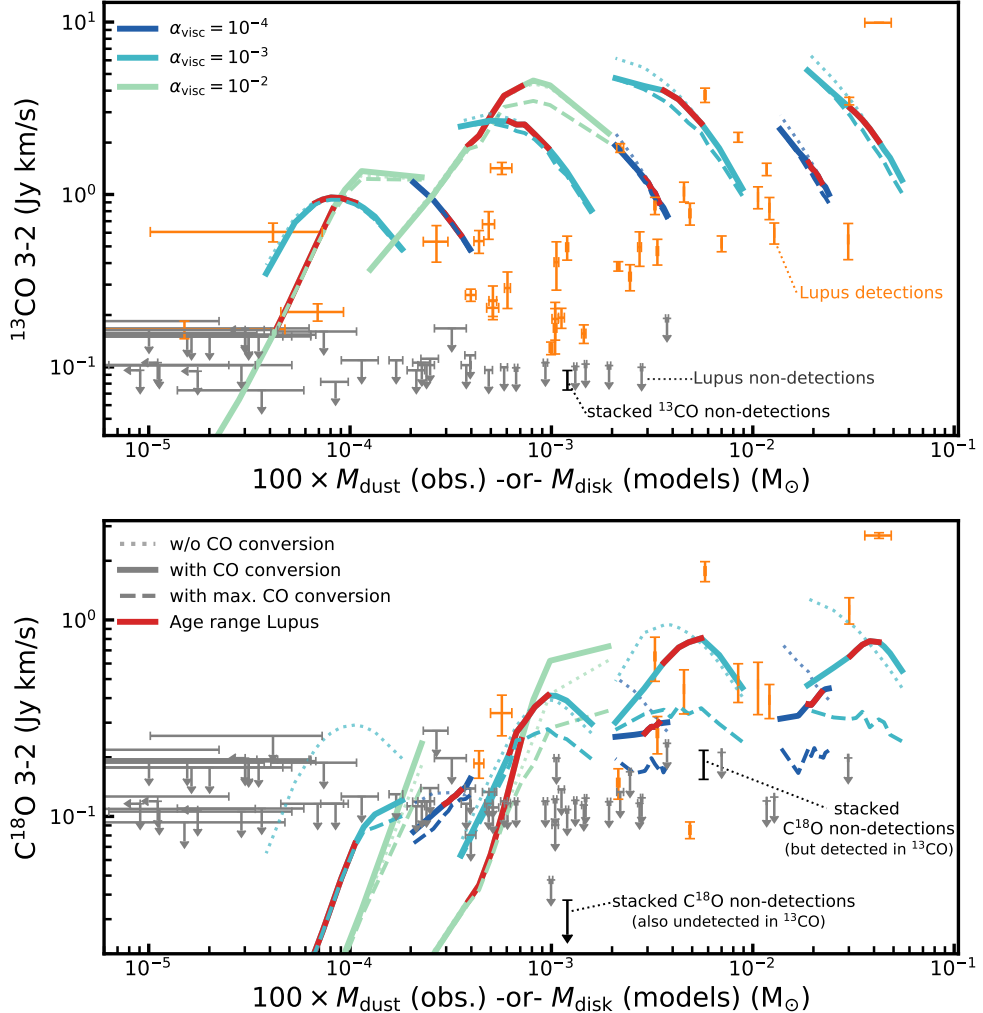 10¹
10⁰
10⁻¹
¹³CO 3-2 (Jy km/s)
α_visc = 10⁻⁴
α_visc = 10⁻³
α_visc = 10⁻²
Lupus detections
Lupus non-detections
stacked ¹³CO non-detections
10⁻⁵ 10⁻⁴ 10⁻³ 10⁻² 10⁻¹
100 × M_dust (obs.) -or- M_disk (models) (M_⊙)
10⁰
10⁻¹
C¹⁸O 3-2 (Jy km/s)
w/o CO conversion
with CO conversion
with max. CO conversion
Age range Lupus
stacked
C¹⁸O non-detections
(but detected in ¹³CO)
stacked C¹⁸O non-detections
(also undetected in ¹³CO)
10⁻⁵ 10⁻⁴ 10⁻³ 10⁻² 10⁻¹
100 × M_dust (obs.) -or- M_disk (models) (M_⊙)